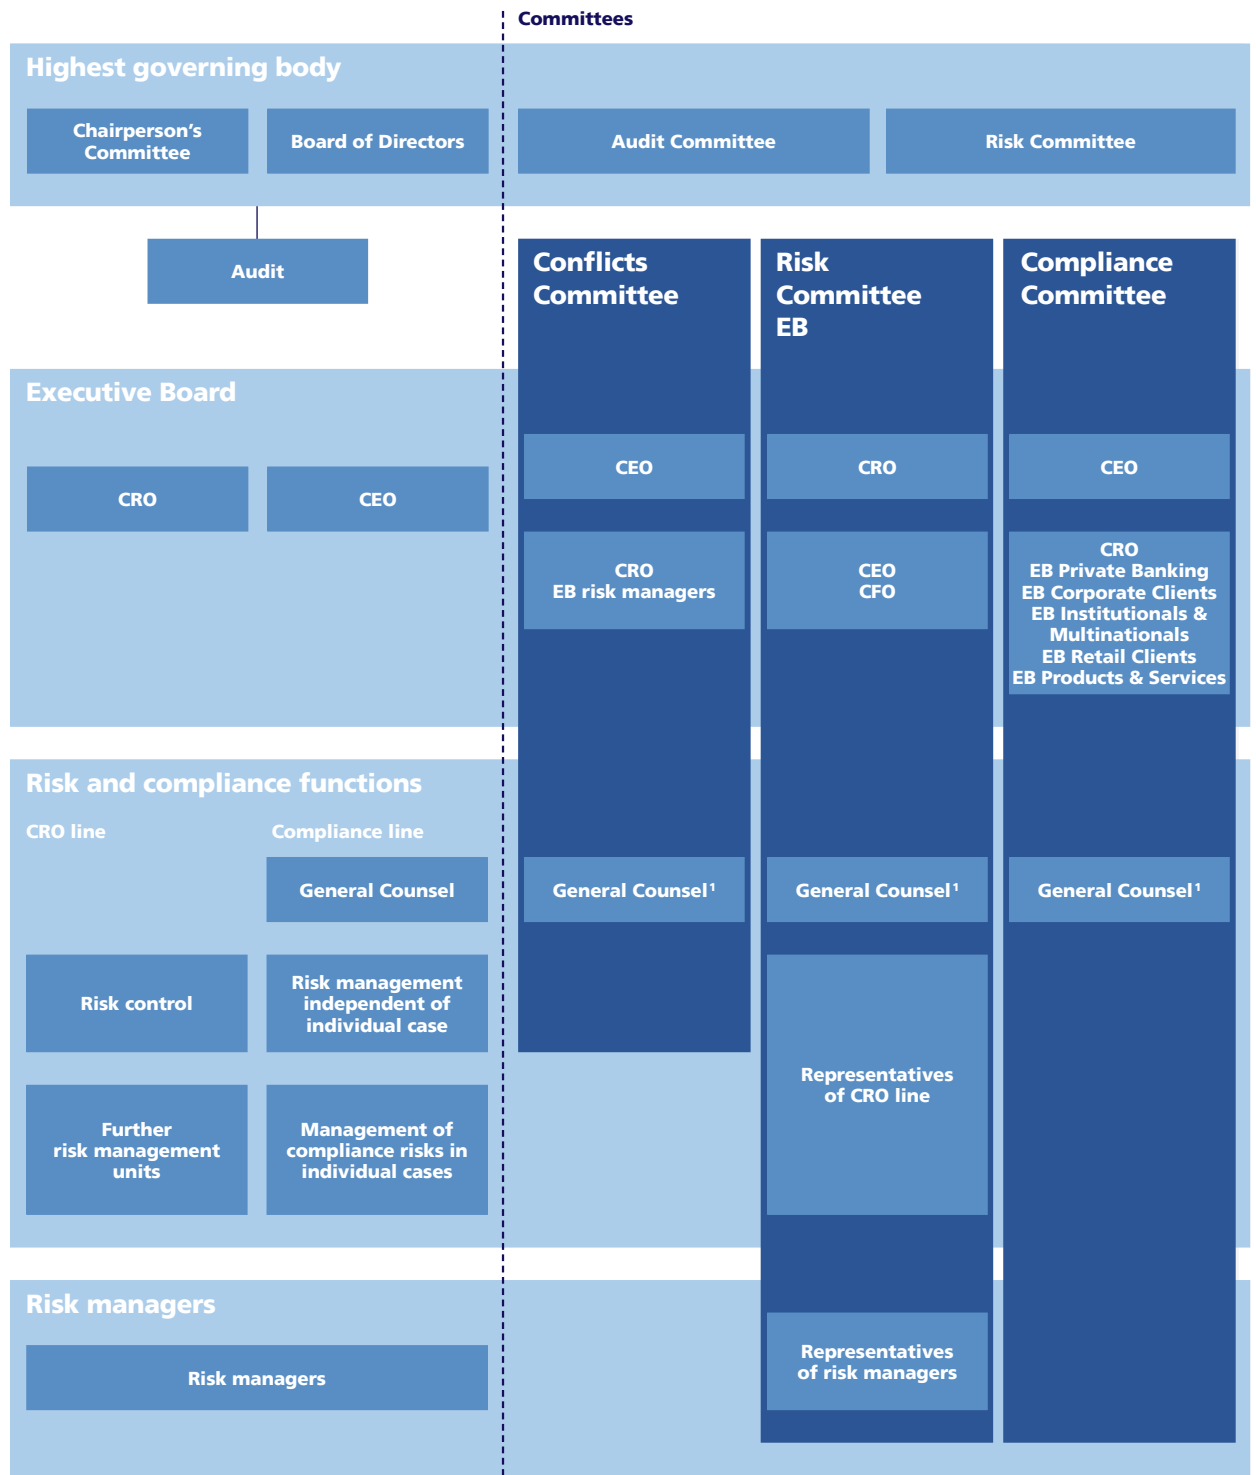 Committees
Highest governing body
Chairperson's
Committee
Board of Directors
Audit Committee
Risk Committee
Audit
Conflicts
Committee
Risk
Committee
EB
Compliance
Committee
Executive Board
CRO
CEO
CEO
CRO
EB risk managers
CRO
CEO
CFO
CEO
CRO
EB Private Banking
EB Corporate Clients
EB Institutionals &
Multinationals
EB Retail Clients
EB Products & Services
Risk and compliance functions
CRO line
Compliance line
General Counsel
General Counsel¹
General Counsel¹
General Counsel¹
Risk control
Risk management
independent of
individual case
Further
risk management
units
Management of
compliance risks in
individual cases
Representatives
of CRO line
Risk managers
Risk managers
Representatives
of risk managers